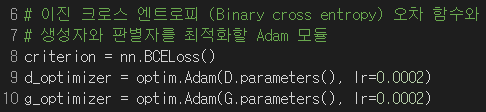 6 # 이진 크로스 엔트로피 (Binary cross entropy) 오차 함수와
7 # 생성자와 판별자를 최적화할 Adam 모듈
8 criterion = nn.BCELoss()
9 d_optimizer = optim.Adam(D.parameters(), lr=0.0002)
10 g_optimizer = optim.Adam(G.parameters(), lr=0.0002)